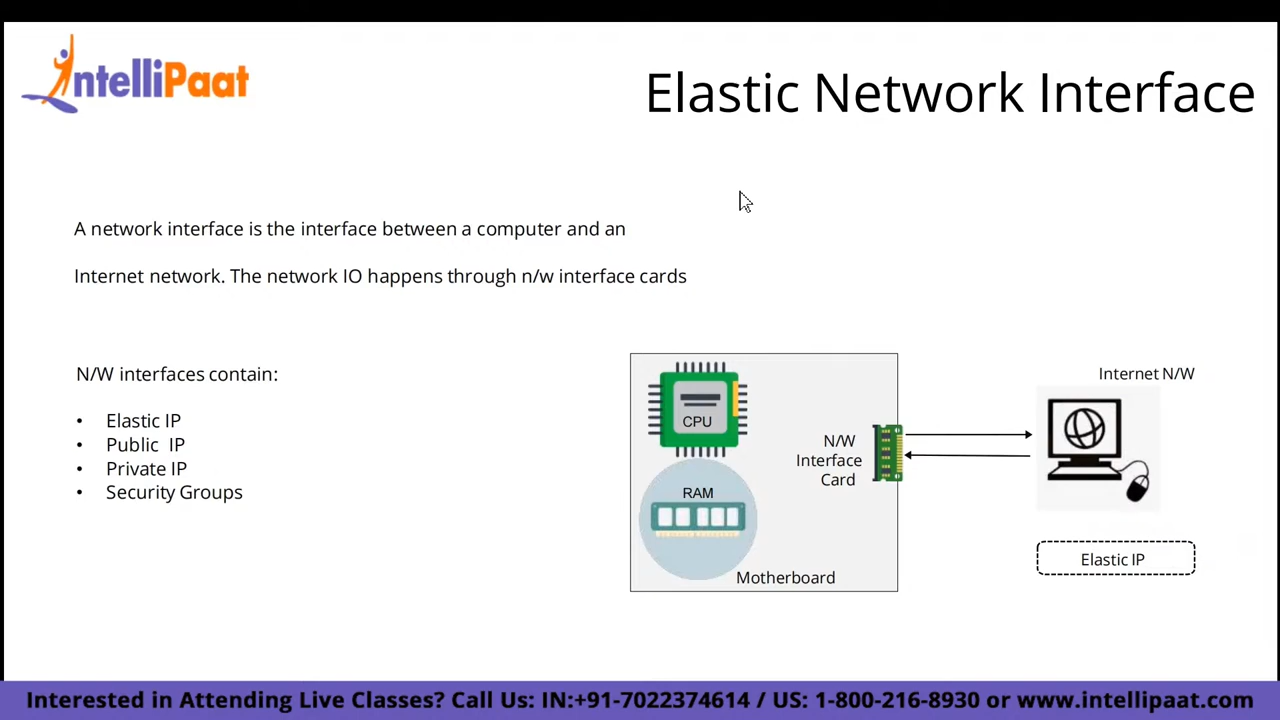 IntelliPaat
Elastic Network Interface
A network interface is the interface between a computer and an
Internet network. The network IO happens through n/w interface cards
N/W interfaces contain:
• Elastic IP
• Public IP
• Private IP
• Security Groups
CPU
RAM
N/W
Interface
Card
Motherboard
Internet N/W
Elastic IP
Interested in Attending Live Classes? Call Us: IN:+91-7022374614 / US: 1-800-216-8930 or www.intellipaat.com